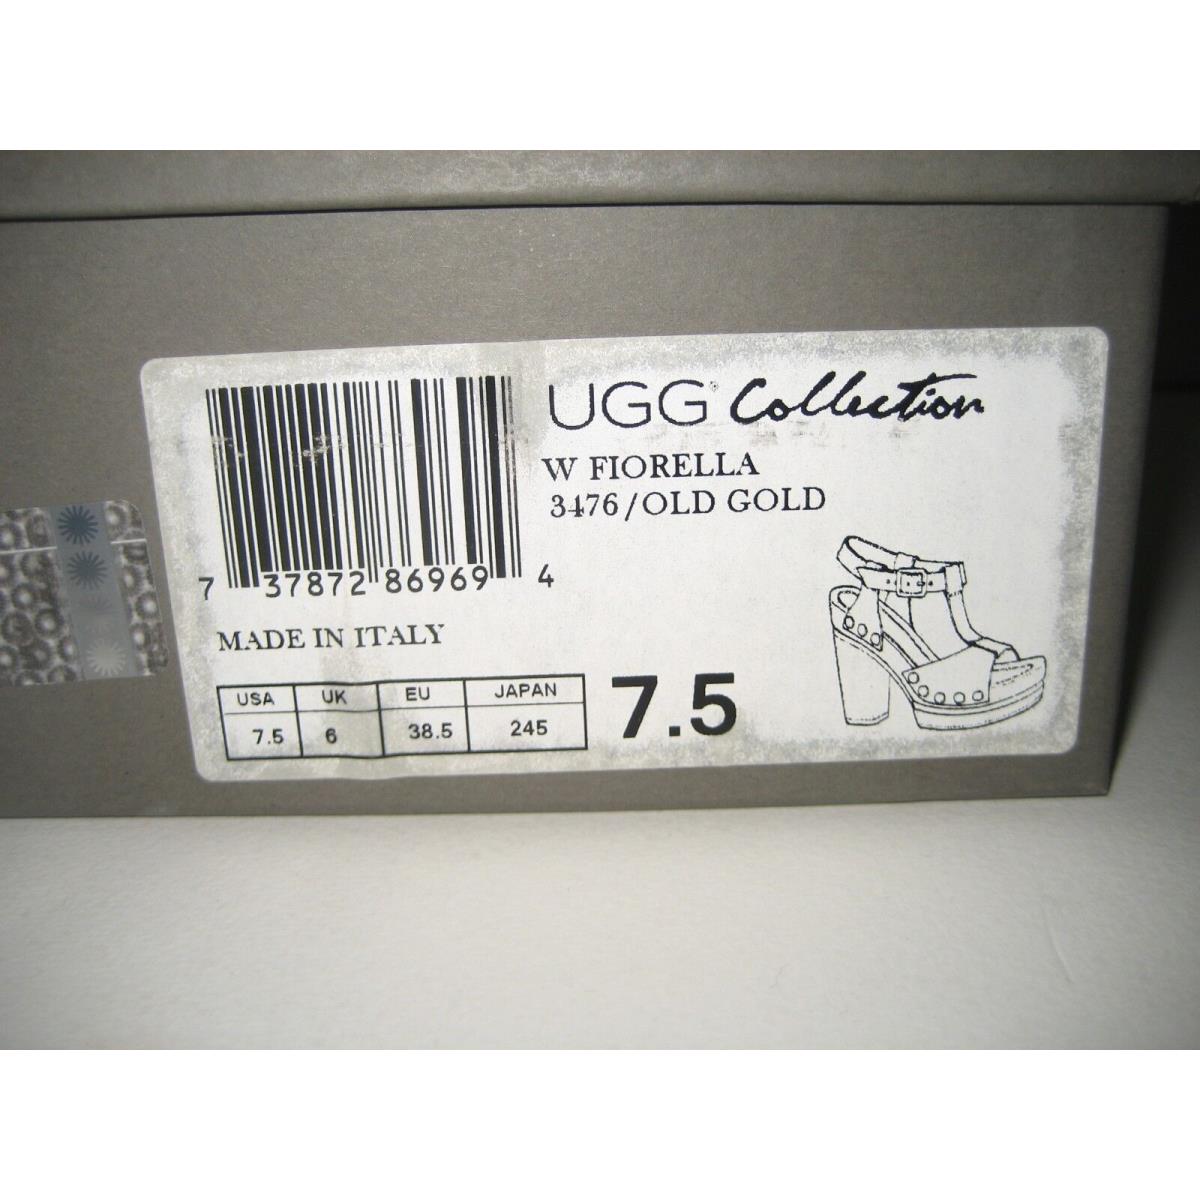 UGG® Collection
W FIORELLA
3476/OLD GOLD
7 37872 86969 4
MADE IN ITALY
USA UK EU JAPAN
7.5 6 38.5 245
7.5